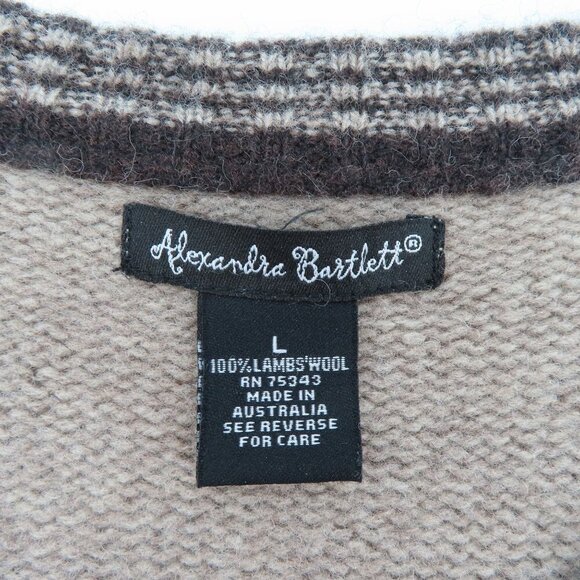 Alexandra Bartlett®
L
100% LAMBS'WOOL
RN 75343
MADE IN
AUSTRALIA
SEE REVERSE
FOR CARE